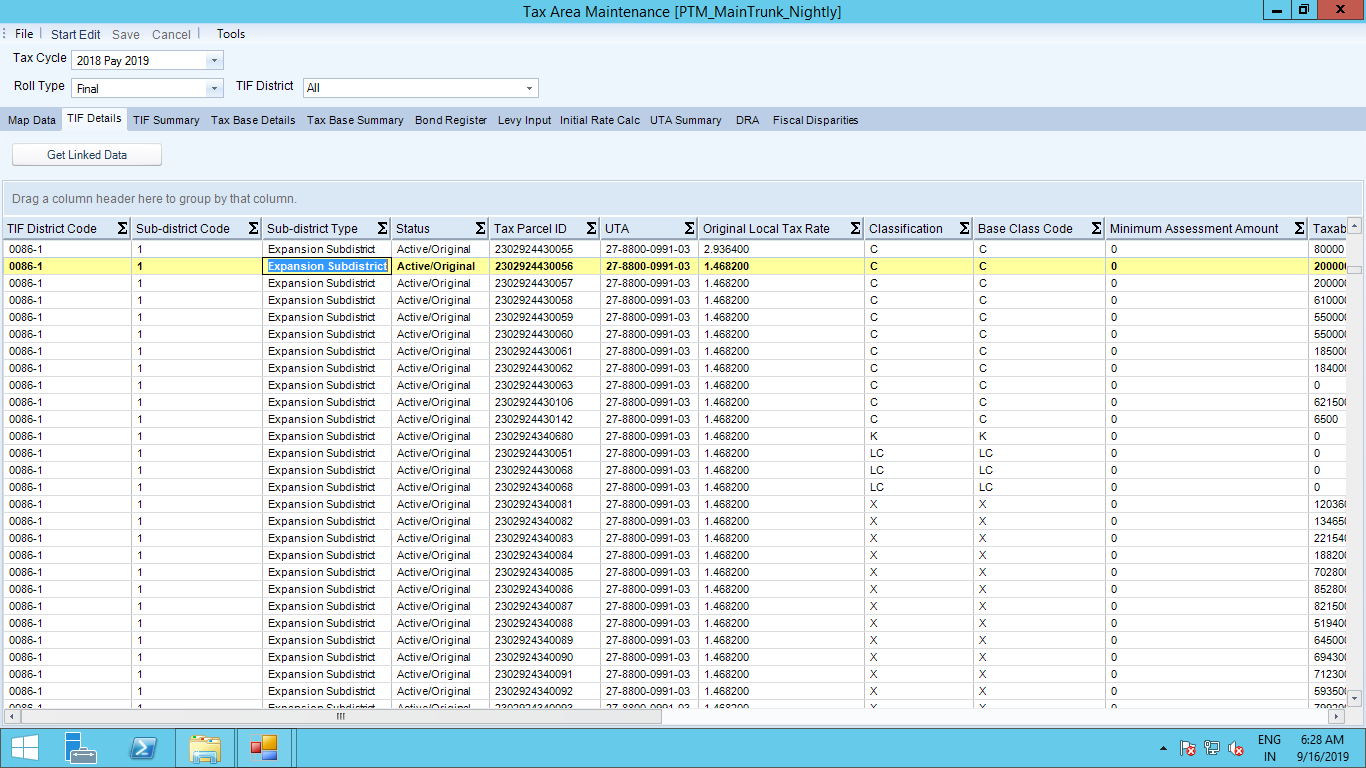 Tax Area Maintenance [PTM_MainTrunk_Nightly]
File Start Edit Save Cancel Tools
Tax Cycle 2018 Pay 2019
Roll Type Final TIF District All
Map Data TIF Details TIF Summary Tax Base Details Tax Base Summary Bond Register Levy Input Initial Rate Calc UTA Summary DRA Fiscal Disparities
Get Linked Data
Drag a column header here to group by that column.
TIF District Code Σ Sub-district Code Σ Sub-district Type Σ Status Σ Tax Parcel ID Σ UTA Σ Original Local Tax Rate Σ Classification Σ Base Class Code Σ Minimum Assessment Amount Σ Taxab
0086-1 1 Expansion Subdistrict Active/Original 2302924430055 27-8800-0991-03 2.936400 C C 0 80000
0086-1 1 Expansion Subdistrict Active/Original 2302924430056 27-8800-0991-03 1.468200 C C 0 200000
0086-1 1 Expansion Subdistrict Active/Original 2302924430057 27-8800-0991-03 1.468200 C C 0 200000
0086-1 1 Expansion Subdistrict Active/Original 2302924430058 27-8800-0991-03 1.468200 C C 0 610000
0086-1 1 Expansion Subdistrict Active/Original 2302924430059 27-8800-0991-03 1.468200 C C 0 550000
0086-1 1 Expansion Subdistrict Active/Original 2302924430060 27-8800-0991-03 1.468200 C C 0 550000
0086-1 1 Expansion Subdistrict Active/Original 2302924430061 27-8800-0991-03 1.468200 C C 0 185000
0086-1 1 Expansion Subdistrict Active/Original 2302924430062 27-8800-0991-03 1.468200 C C 0 184000
0086-1 1 Expansion Subdistrict Active/Original 2302924430063 27-8800-0991-03 1.468200 C C 0 0
0086-1 1 Expansion Subdistrict Active/Original 2302924430106 27-8800-0991-03 1.468200 C C 0 621500
0086-1 1 Expansion Subdistrict Active/Original 2302924430142 27-8800-0991-03 1.468200 C C 0 6500
0086-1 1 Expansion Subdistrict Active/Original 2302924340680 27-8800-0991-03 1.468200 K K 0 0
0086-1 1 Expansion Subdistrict Active/Original 2302924430051 27-8800-0991-03 1.468200 LC LC 0 0
0086-1 1 Expansion Subdistrict Active/Original 2302924430068 27-8800-0991-03 1.468200 LC LC 0 0
0086-1 1 Expansion Subdistrict Active/Original 2302924340068 27-8800-0991-03 1.468200 LC LC 0 0
0086-1 1 Expansion Subdistrict Active/Original 2302924340081 27-8800-0991-03 1.468200 X X 0 120360
0086-1 1 Expansion Subdistrict Active/Original 2302924340082 27-8800-0991-03 1.468200 X X 0 134650
0086-1 1 Expansion Subdistrict Active/Original 2302924340083 27-8800-0991-03 1.468200 X X 0 221540
0086-1 1 Expansion Subdistrict Active/Original 2302924340084 27-8800-0991-03 1.468200 X X 0 188200
0086-1 1 Expansion Subdistrict Active/Original 2302924340085 27-8800-0991-03 1.468200 X X 0 702800
0086-1 1 Expansion Subdistrict Active/Original 2302924340086 27-8800-0991-03 1.468200 X X 0 852800
0086-1 1 Expansion Subdistrict Active/Original 2302924340087 27-8800-0991-03 1.468200 X X 0 821500
0086-1 1 Expansion Subdistrict Active/Original 2302924340088 27-8800-0991-03 1.468200 X X 0 519400
0086-1 1 Expansion Subdistrict Active/Original 2302924340089 27-8800-0991-03 1.468200 X X 0 645000
0086-1 1 Expansion Subdistrict Active/Original 2302924340090 27-8800-0991-03 1.468200 X X 0 694300
0086-1 1 Expansion Subdistrict Active/Original 2302924340091 27-8800-0991-03 1.468200 X X 0 712300
0086-1 1 Expansion Subdistrict Active/Original 2302924340092 27-8800-0991-03 1.468200 X X 0 593500
ENG 6:28 AM
IN 9/16/2019